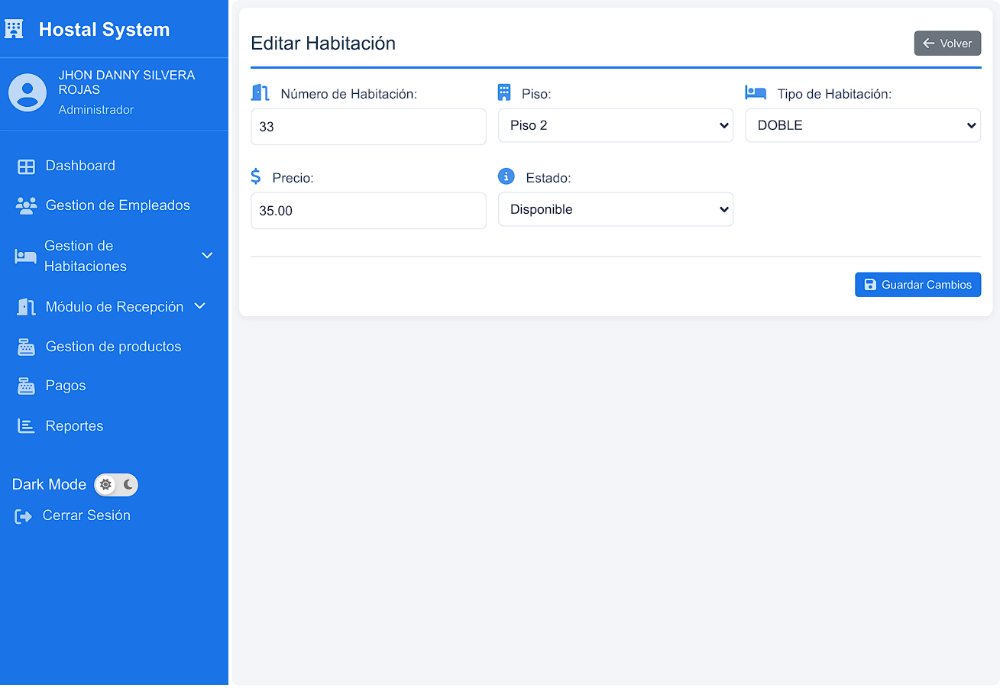 Hostal System
JHON DANNY SILVERA
ROJAS
Administrador
Dashboard
Gestion de Empleados
Gestion de
Habitaciones
Módulo de Recepción
Gestion de productos
Pagos
Reportes
Dark Mode
Cerrar Sesión
Editar Habitación
Volver
Número de Habitación:
Piso:
Tipo de Habitación:
33
Piso 2
DOBLE
Precio:
Estado:
35.00
Disponible
Guardar Cambios